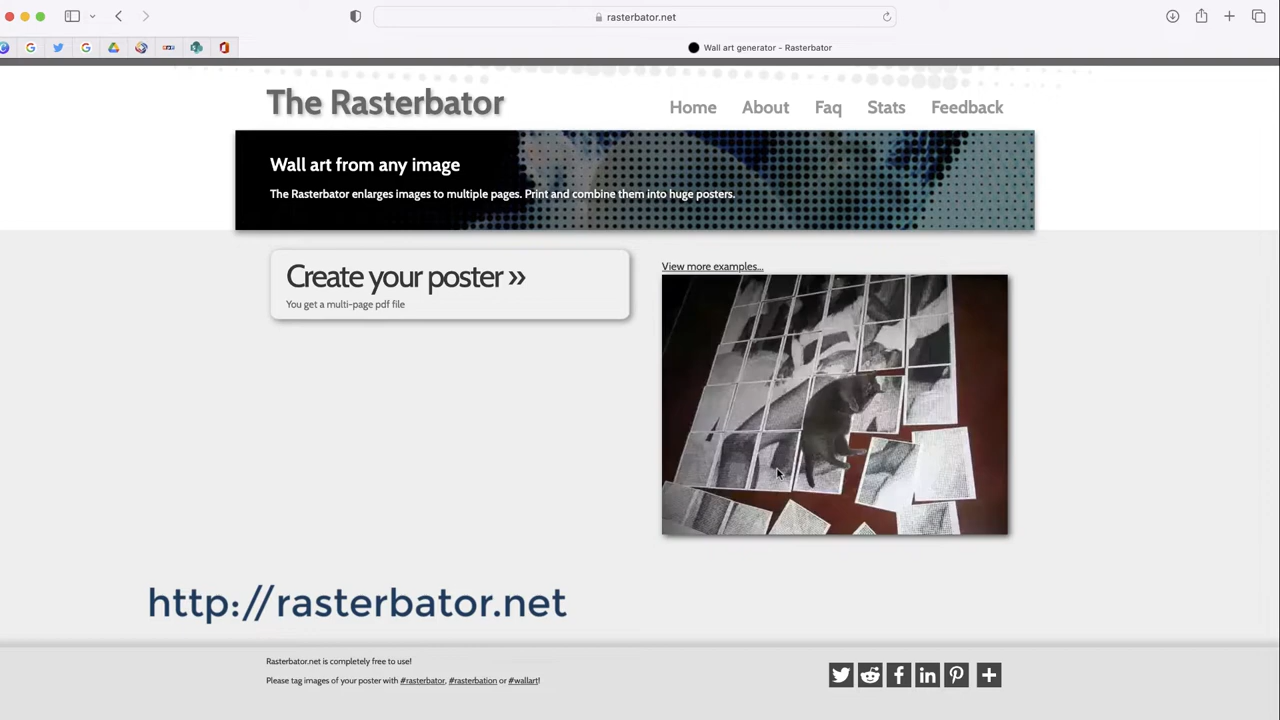 rasterbator.net
Wall art generator - Rasterbator
The Rasterbator
Home About Faq Stats Feedback
Wall art from any image
The Rasterbator enlarges images to multiple pages. Print and combine them into huge posters.
Create your poster »
You get a multi-page pdf file
View more examples...
http://rasterbator.net
Rasterbator.net is completely free to use!
Please tag images of your poster with #rasterbator, #rasterbation or #wallart!